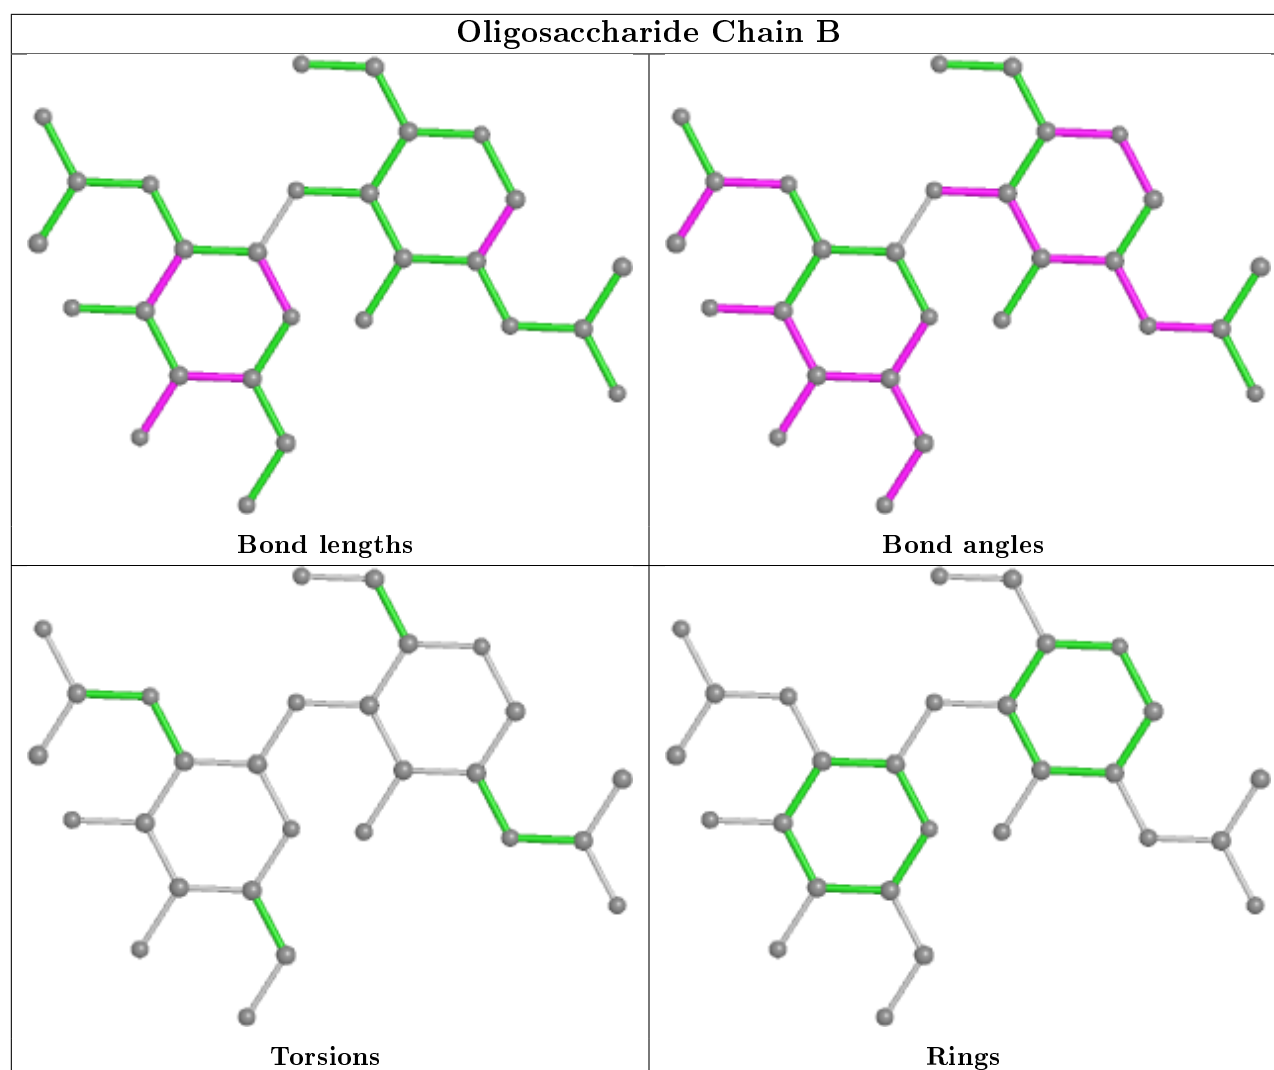 Oligosaccharide Chain B
Bond lengths
Bond angles
Torsions
Rings